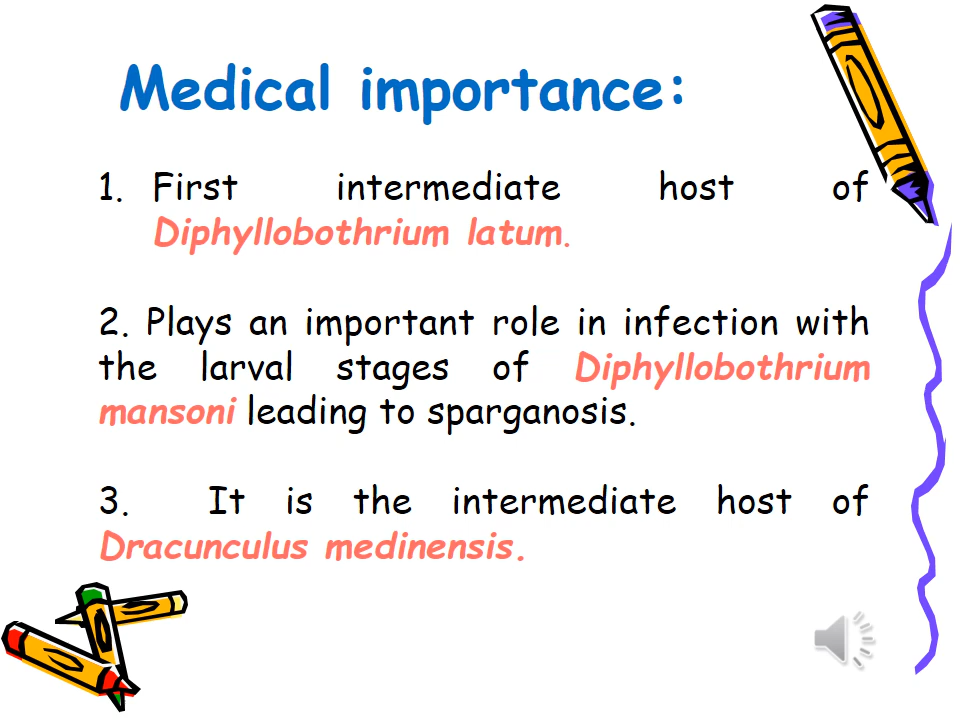 Medical importance:
1. First intermediate host of
Diphyllobothrium latum.
2. Plays an important role in infection with
the larval stages of Diphyllobothrium
mansoni leading to sparganosis.
3. It is the intermediate host of
Dracunculus medinensis.